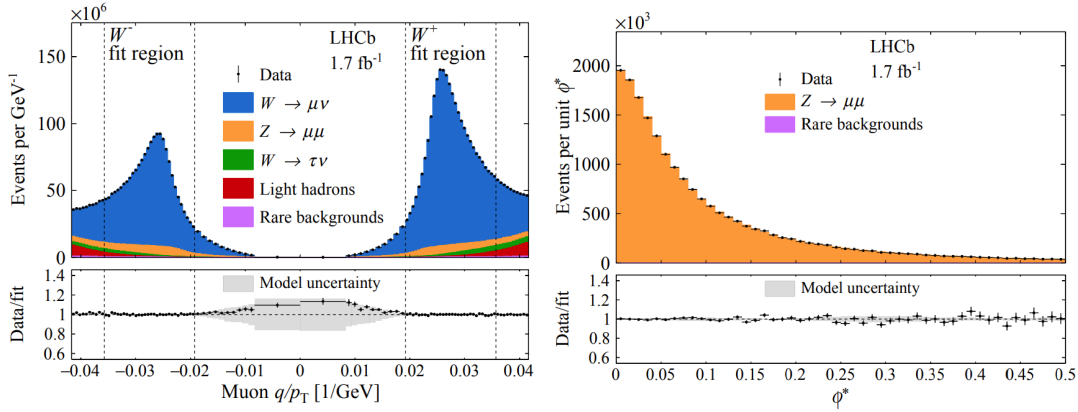 ×10⁶
Events per GeV⁻¹
150
100
50
0
W⁻
fit region
LHCb
1.7 fb⁻¹
W⁺
fit region
Data
W → μν
Z → μμ
W → τν
Light hadrons
Rare backgrounds
Data/fit
1.4
1.2
1.0
0.8
0.6
Model uncertainty
−0.04 −0.03 −0.02 −0.01 0 0.01 0.02 0.03 0.04
Muon q/pT [1/GeV]
×10³
Events per unit ϕ*
2000
1500
1000
500
0
LHCb
1.7 fb⁻¹
Data
Z → μμ
Rare backgrounds
Data/fit
1.4
1.2
1.0
0.8
0.6
Model uncertainty
0 0.05 0.1 0.15 0.2 0.25 0.3 0.35 0.4 0.45 0.5
ϕ*